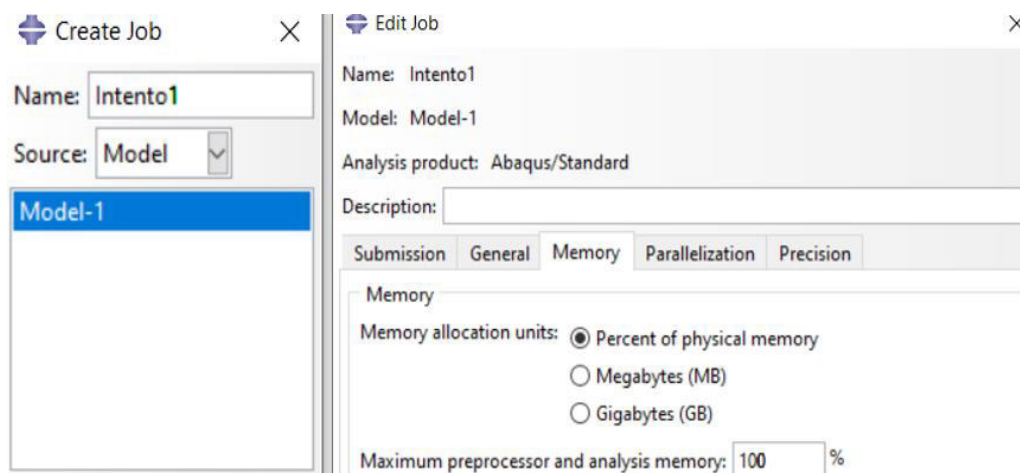 Create Job
Name: Intento1
Source: Model
Model-1
Edit Job
Name: Intento1
Model: Model-1
Analysis product: Abaqus/Standard
Description:
Submission General Memory Parallelization Precision
Memory
Memory allocation units: Percent of physical memory
Megabytes (MB)
Gigabytes (GB)
Maximum preprocessor and analysis memory: 100 %